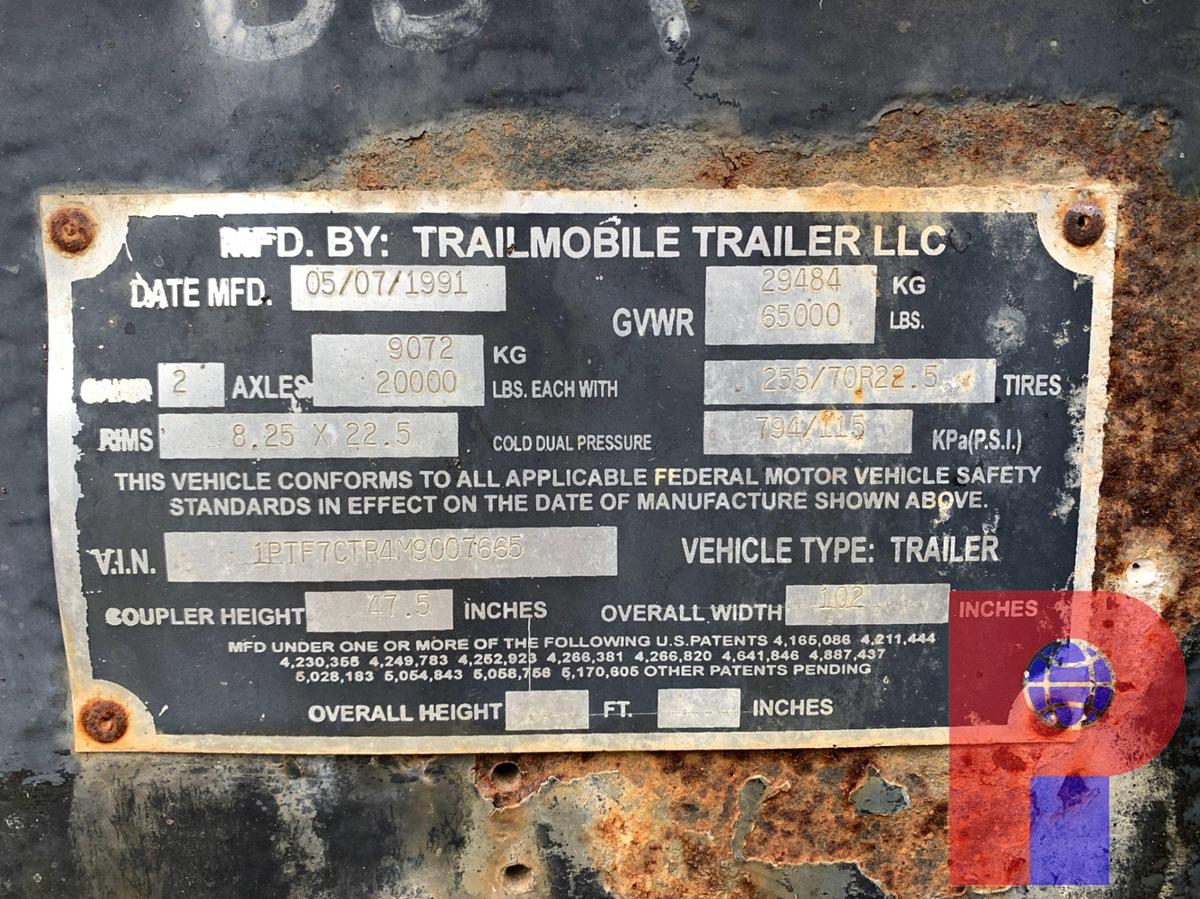 MFD. BY: TRAILMOBILE TRAILER LLC
DATE MFD. 05/07/1991
GVWR 29484 KG
65000 LBS.
2 AXLES 9072 KG
20000 LBS. EACH WITH 255/70R22.5 TIRES
RIMS 8.25 X 22.5 COLD DUAL PRESSURE 794/115 KPa(P.S.I.)
THIS VEHICLE CONFORMS TO ALL APPLICABLE FEDERAL MOTOR VEHICLE SAFETY
STANDARDS IN EFFECT ON THE DATE OF MANUFACTURE SHOWN ABOVE.
V.I.N. 1PTF7CTR4M9007665 VEHICLE TYPE: TRAILER
COUPLER HEIGHT 47.5 INCHES OVERALL WIDTH 102 INCHES
MFD UNDER ONE OR MORE OF THE FOLLOWING U.S.PATENTS 4,165,086 4,211,444
4,230,355 4,249,783 4,252,923 4,266,381 4,266,820 4,641,846 4,887,437
5,028,183 5,054,843 5,058,756 5,170,605 OTHER PATENTS PENDING
OVERALL HEIGHT FT. INCHES